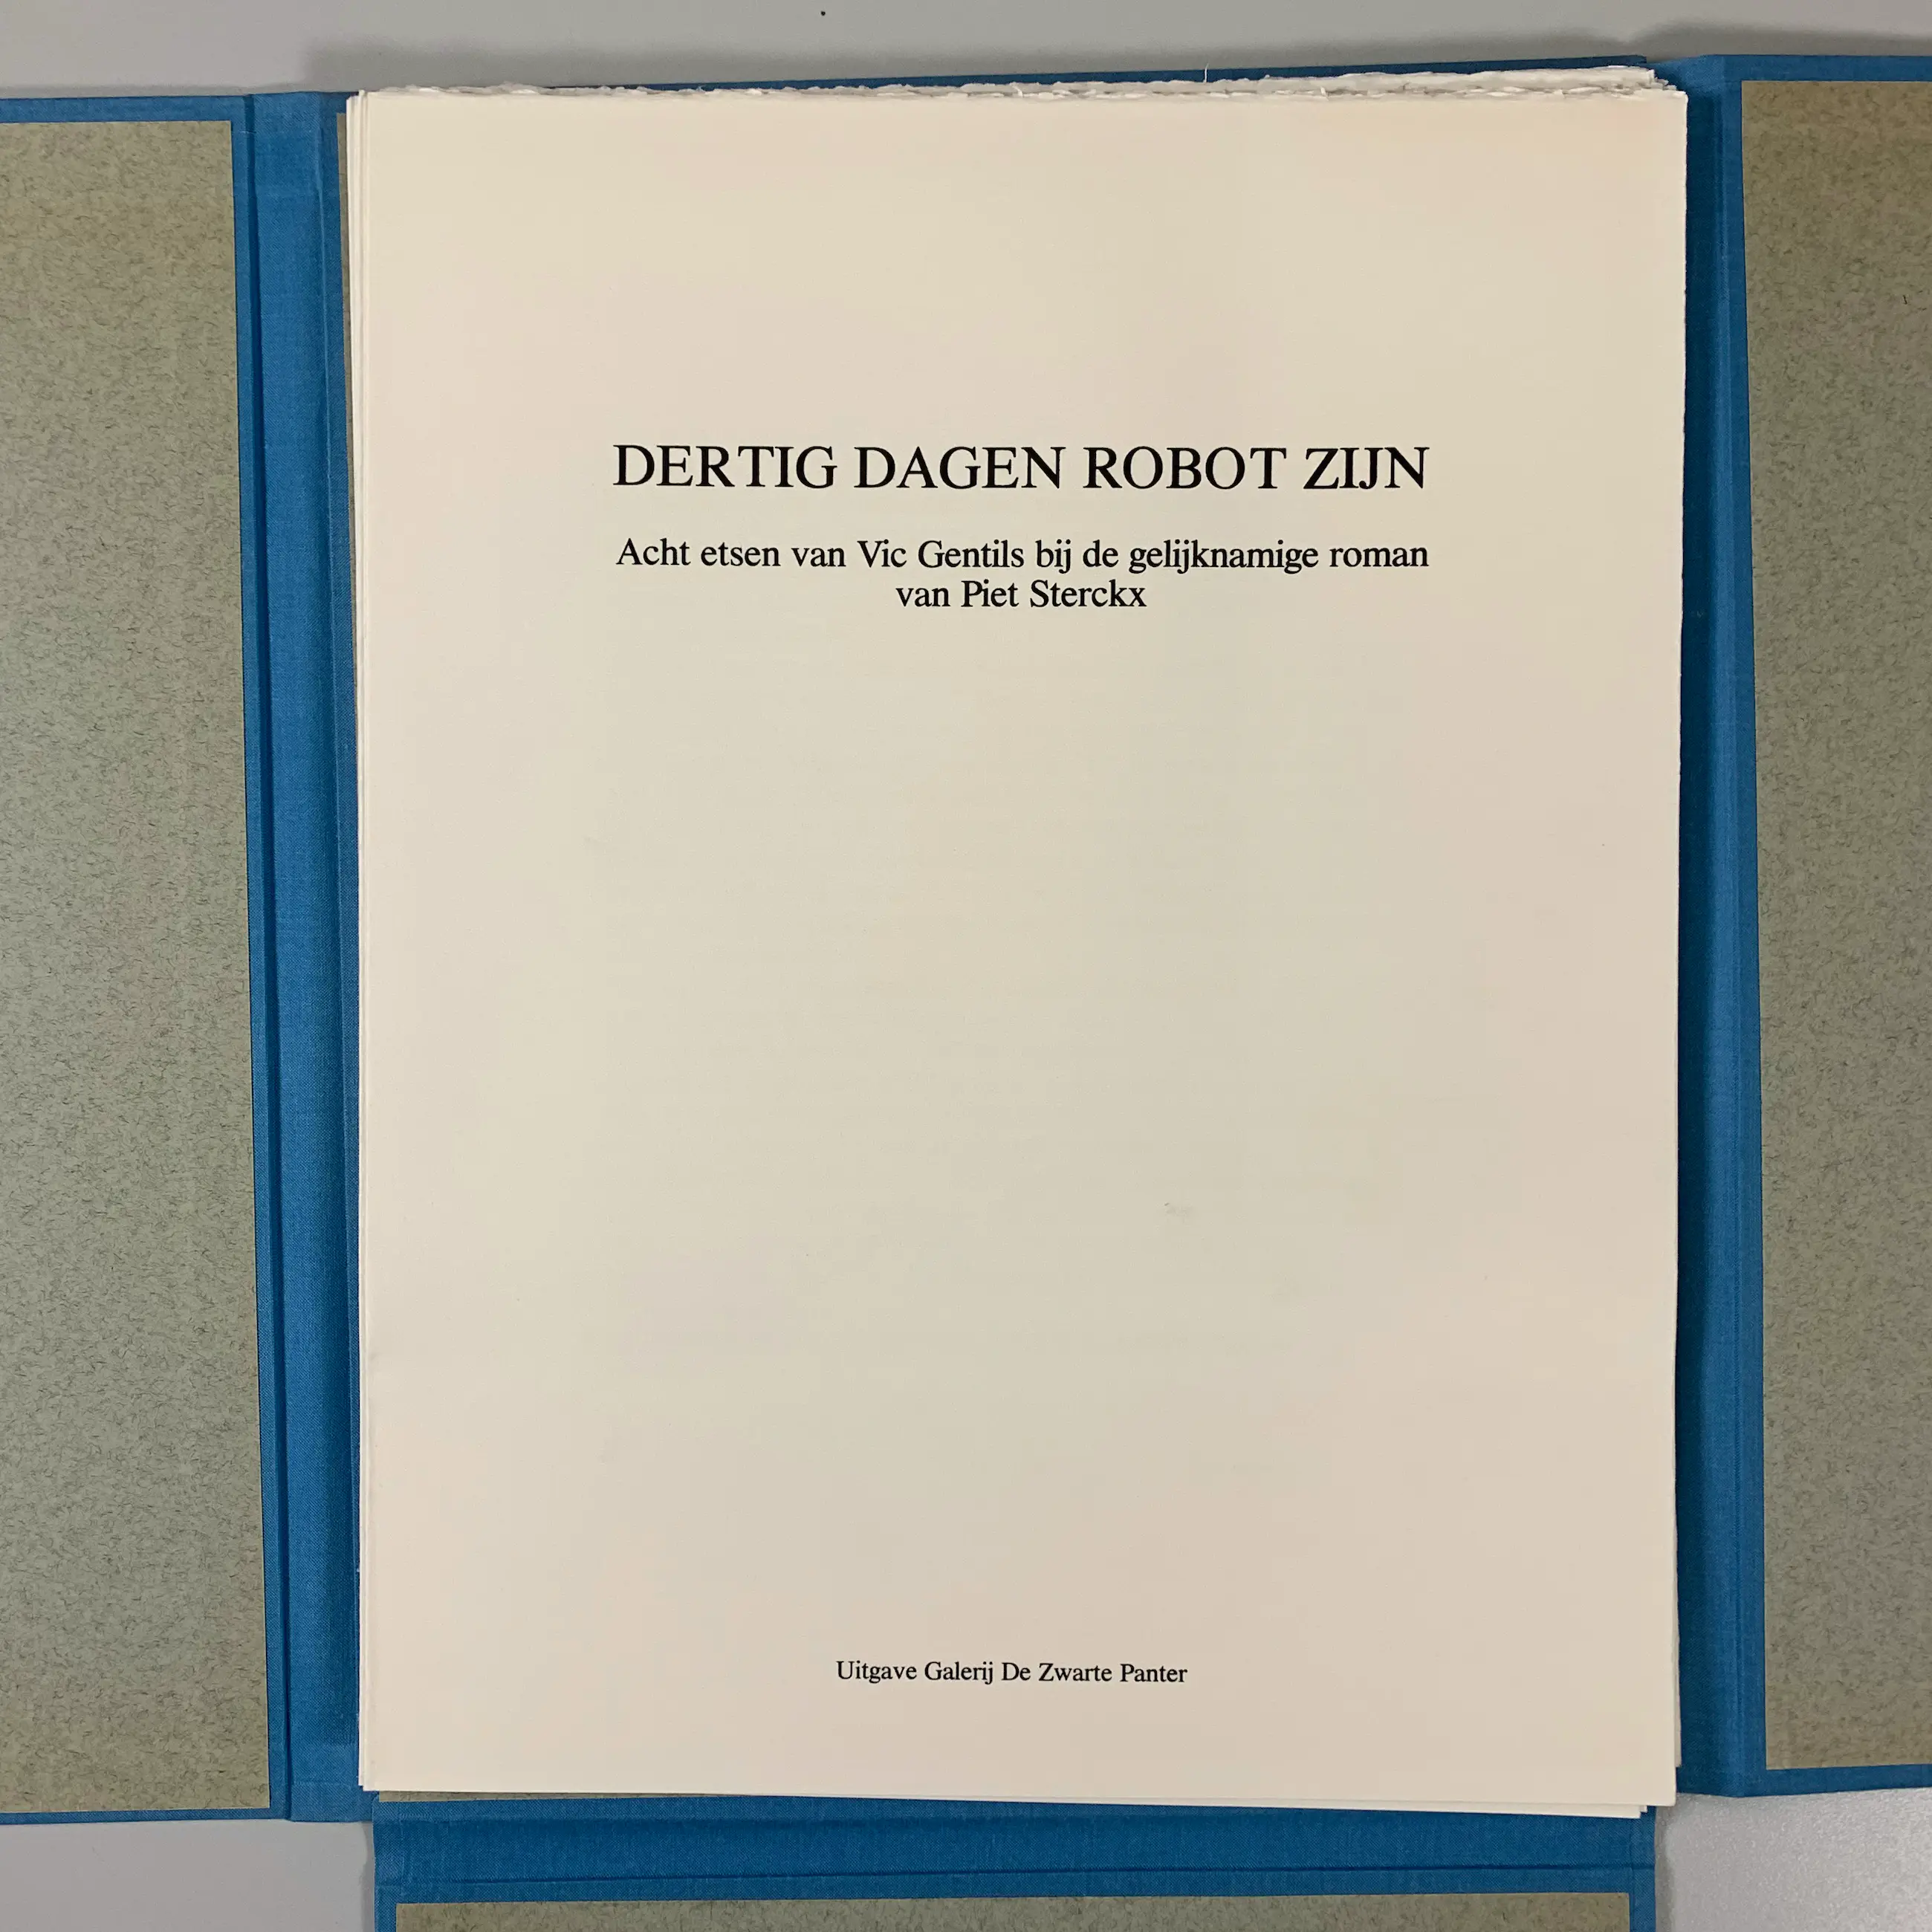 DERTIG DAGEN ROBOT ZIJN
Acht etsen van Vic Gentils bij de gelijknamige roman
van Piet Sterckx
Uitgave Galerij De Zwarte Panter